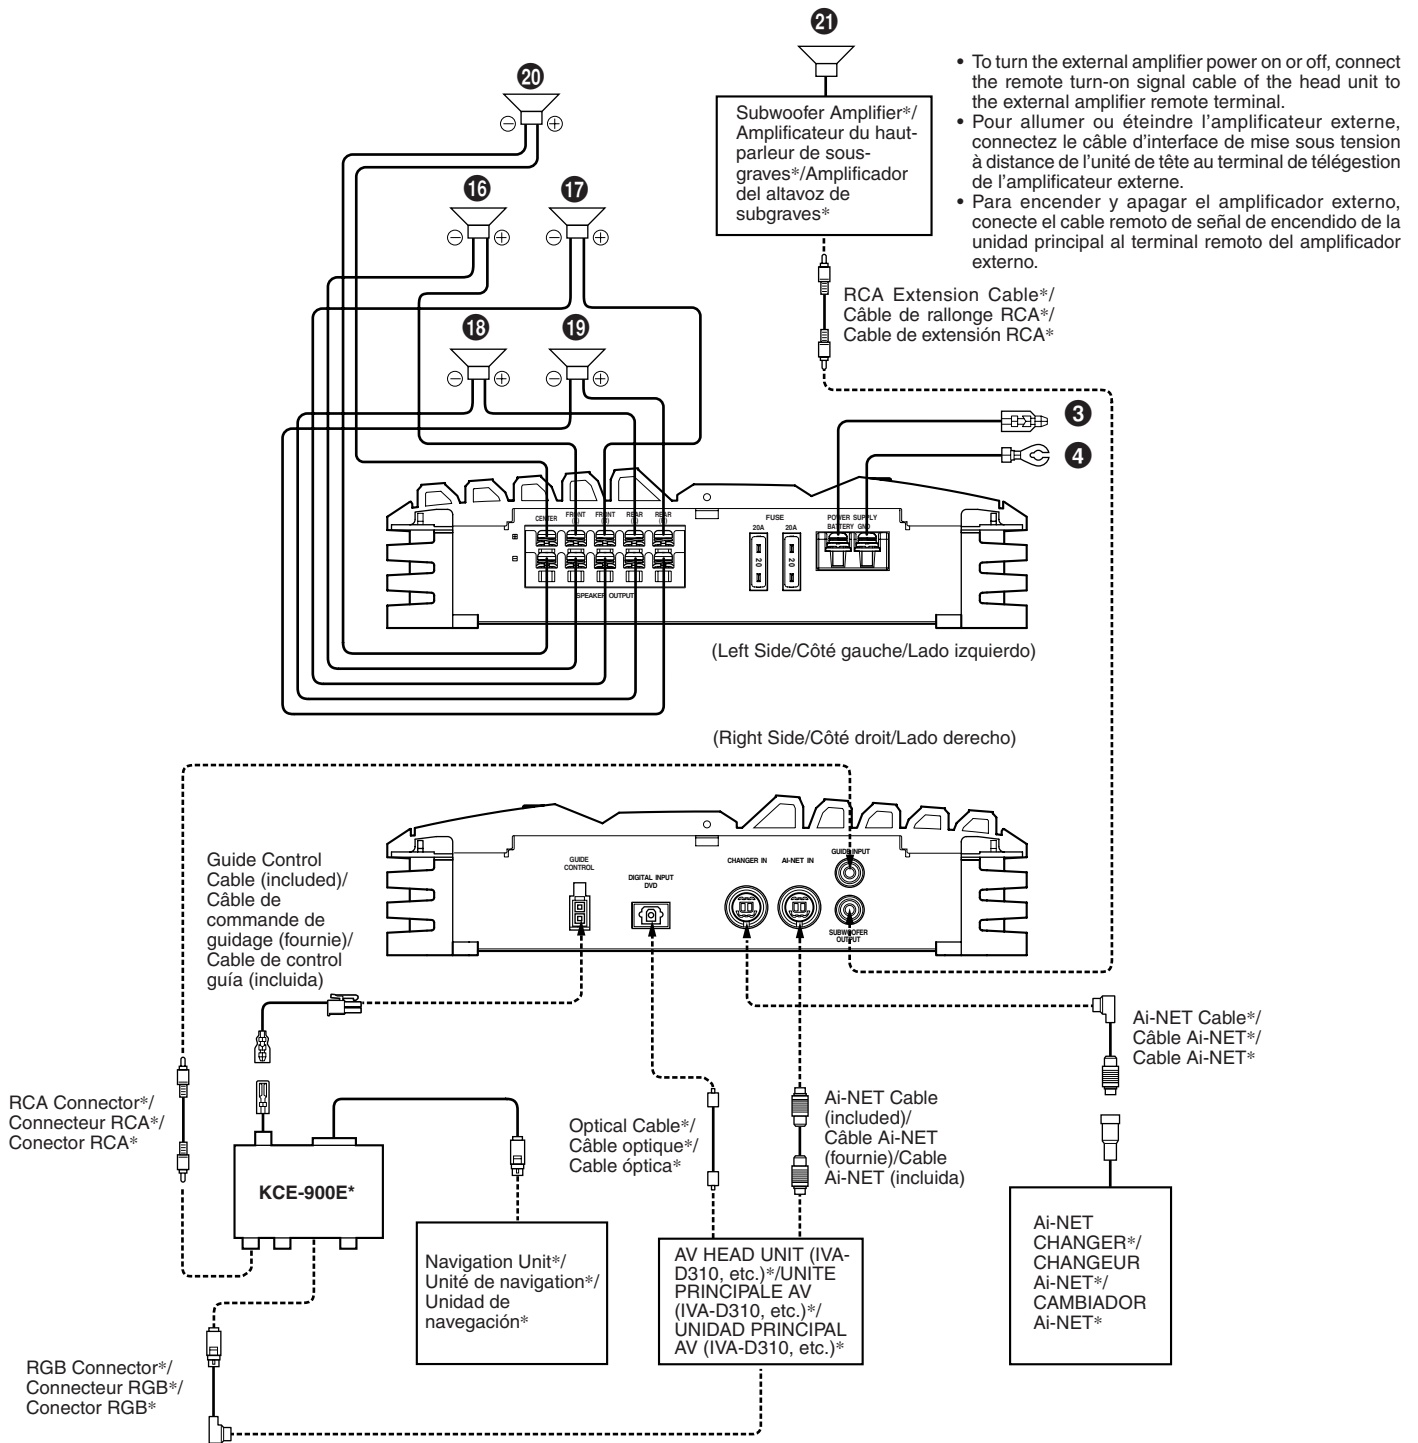 21
20
• To turn the external amplifier power on or off, connect
the remote turn-on signal cable of the head unit to
the external amplifier remote terminal.
• Pour allumer ou éteindre l’amplificateur externe,
connectez le câble d’interface de mise sous tension
à distance de l’unité de tête au terminal de télégestion
de l’amplificateur externe.
• Para encender y apagar el amplificador externo,
conecte el cable remoto de señal de encendido de la
unidad principal al terminal remoto del amplificador
externo.
Subwoofer Amplifier*/
Amplificateur du haut-
parleur de sous-
graves*/Amplificador
del altavoz de
subgraves*
− +
16 17
− + − +
RCA Extension Cable*/
Câble de rallonge RCA*/
Cable de extensión RCA*
18 19
− + − +
3
4
CENTER FRONT (L) FRONT (R) REAR (L) REAR (R)
+
−
SPEAKER OUTPUT
FUSE
20A 20A
20 20
POWER SUPPLY
BATTERY GND
(Left Side/Côté gauche/Lado izquierdo)
(Right Side/Côté droit/Lado derecho)
Guide Control
Cable (included)/
Câble de
commande de
guidage (fournie)/
Cable de control
guía (incluida)
GUIDE
CONTROL
DIGITAL INPUT
DVD
CHANGER IN AI-NET IN
GUIDE INPUT
SUBWOOFER
OUTPUT
Ai-NET Cable*/
Câble Ai-NET*/
Cable Ai-NET*
RCA Connector*/
Connecteur RCA*/
Conector RCA*
Optical Cable*/
Câble optique*/
Cable óptica*
Ai-NET Cable
(included)/
Câble Ai-NET
(fournie)/Cable
Ai-NET (incluida)
KCE-900E*
Navigation Unit*/
Unité de navigation*/
Unidad de
navegación*
AV HEAD UNIT (IVA-
D310, etc.)*/UNITE
PRINCIPALE AV
(IVA-D310, etc.)*/
UNIDAD PRINCIPAL
AV (IVA-D310, etc.)*
Ai-NET
CHANGER*/
CHANGEUR
Ai-NET*/
CAMBIADOR
Ai-NET*
RGB Connector*/
Connecteur RGB*/
Conector RGB*